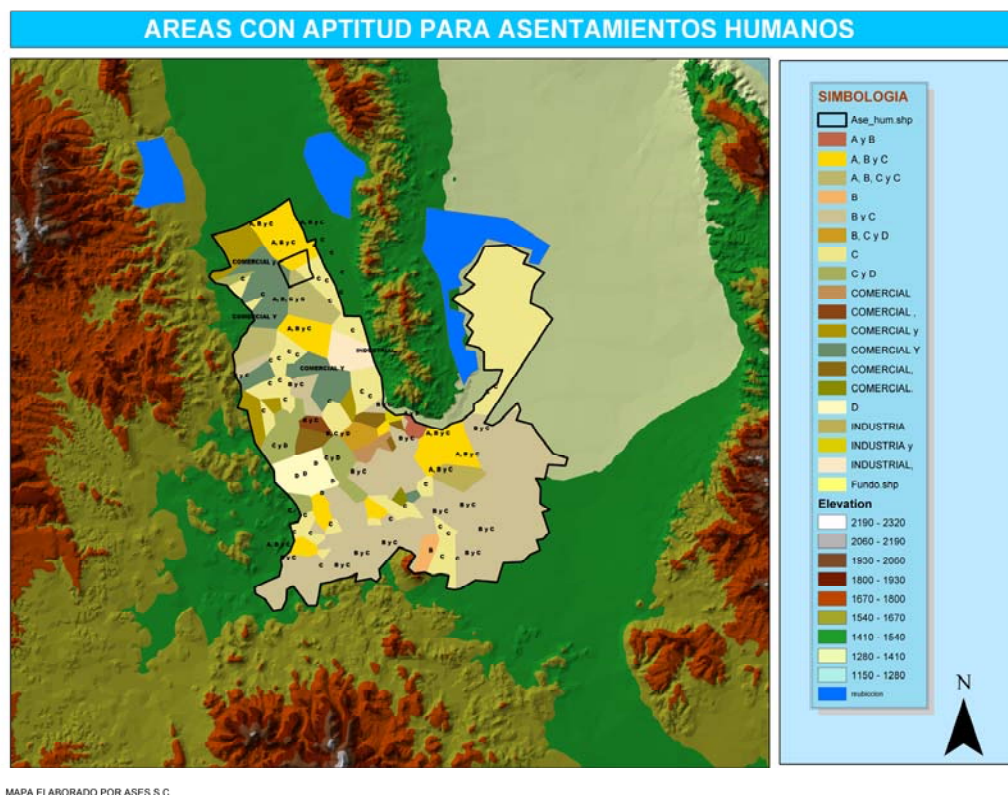 AREAS CON APTITUD PARA ASENTAMIENTOS HUMANOS
SIMBOLOGIA
Ase_hum.shp
A y B
A, B y C
A, B, C y C
B
B y C
B, C y D
C
C y D
COMERCIAL
COMERCIAL ,
COMERCIAL y
COMERCIAL Y
COMERCIAL,
COMERCIAL.
D
INDUSTRIA
INDUSTRIA y
INDUSTRIAL,
Fundo.shp
Elevation
2190 - 2320
2060 - 2190
1930 - 2060
1800 - 1930
1670 - 1800
1540 - 1670
1410 - 1540
1280 - 1410
1150 - 1280
N
A, B y C
A, B y C
A, B y C
COMERCIAL y
C
C
C
C
A, B, C y D
COMERCIAL Y
A, B y C
C
COMERCIAL Y
B y C
C
B y C
A, B y C
B y C
C y D
B, C y D
B y C
A, B y C
D
C y D
D D
B y C
A, B y C
B y C
B y C
B y C
B y C
A, B y C
B y C
B
C
B y C
C
B y C
MAPA ELABORADO POR ASES S.C.